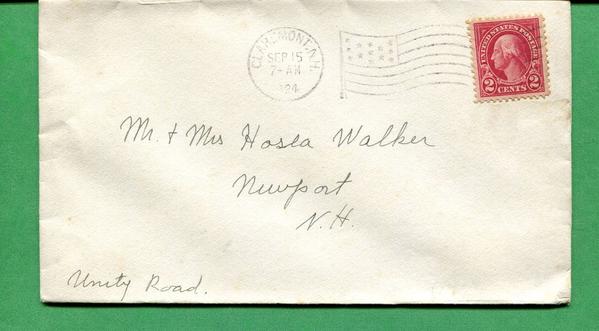 CLAREMONT, N.H.
SEP 15
7-AM
1924
UNITED STATES POSTAGE
2 CENTS 2
Mr. + Mrs Hosea Walker
Newport
N.H.
Unity Road.